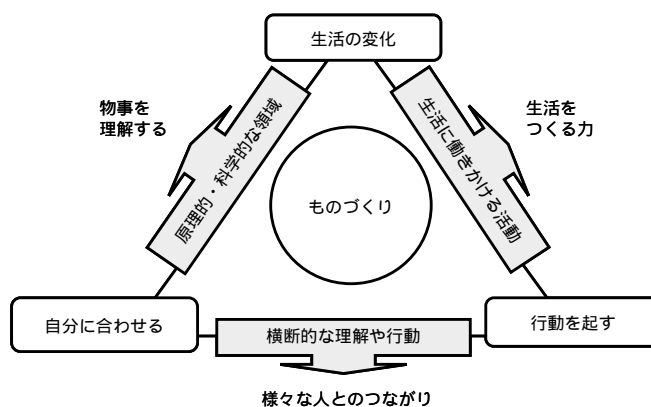 生活の変化
物事を
理解する
原理的・科学的な領域
生活に働きかける活動
生活を
つくる力
ものづくり
自分に合わせる
横断的な理解や行動
行動を起す
様々な人とのつながり